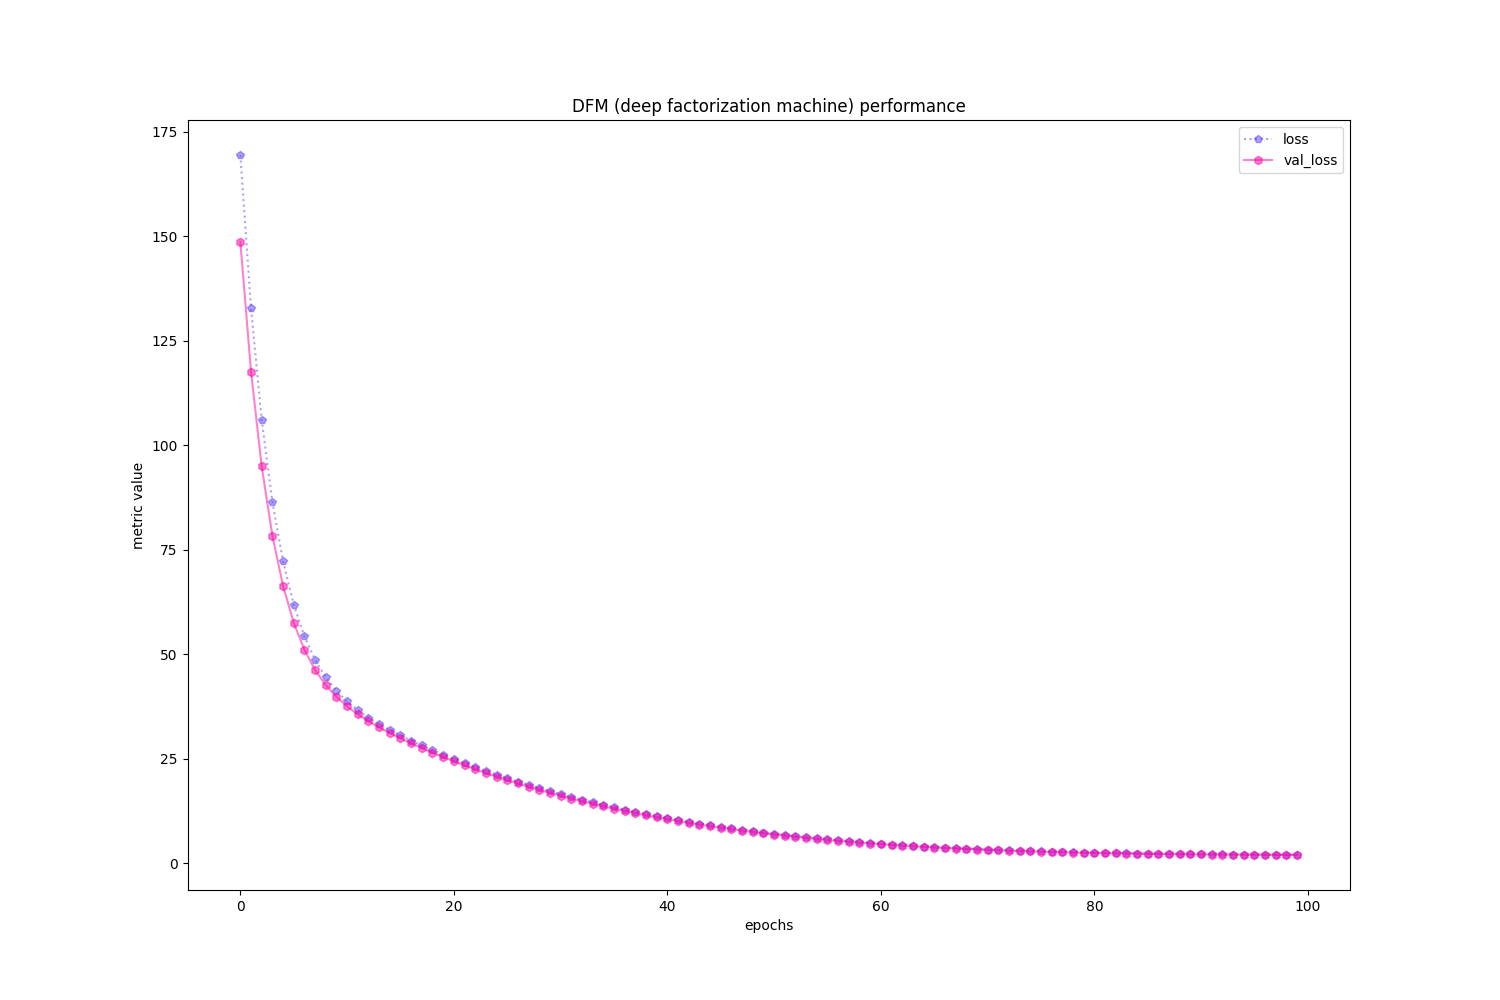 DFM (deep factorization machine) performance
175
150
125
100
75
50
25
0
metric value
loss
val_loss
0 20 40 60 80 100
epochs